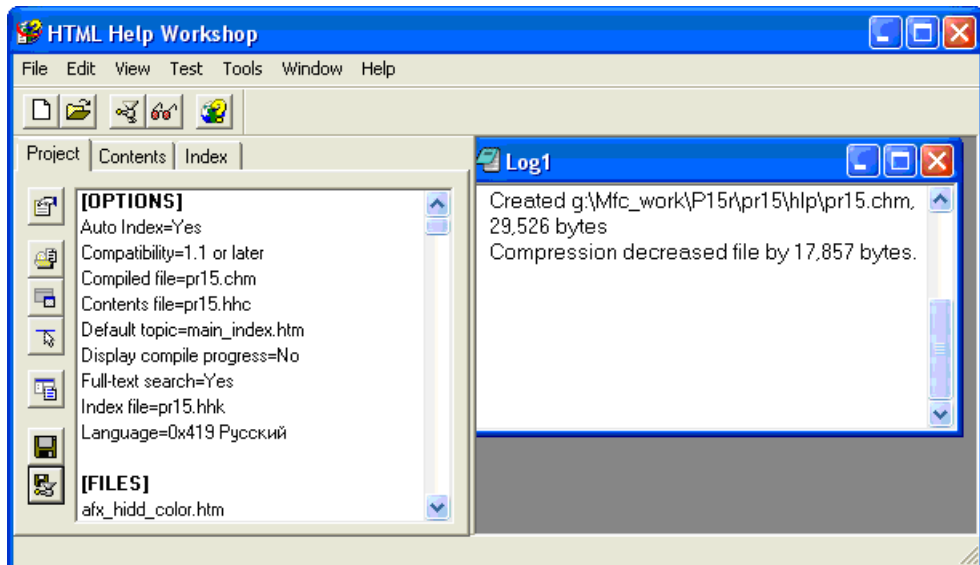 HTML Help Workshop
File Edit View Test Tools Window Help
Project Contents Index
[OPTIONS]
Auto Index=Yes
Compatibility=1.1 or later
Compiled file=pr15.chm
Contents file=pr15.hhc
Default topic=main_index.htm
Display compile progress=No
Full-text search=Yes
Index file=pr15.hhk
Language=0x419 Русский
[FILES]
afx_hidd_color.htm
Log1
Created g:\Mfc_work\P15r\pr15\hlp\pr15.chm,
29,526 bytes
Compression decreased file by 17,857 bytes.